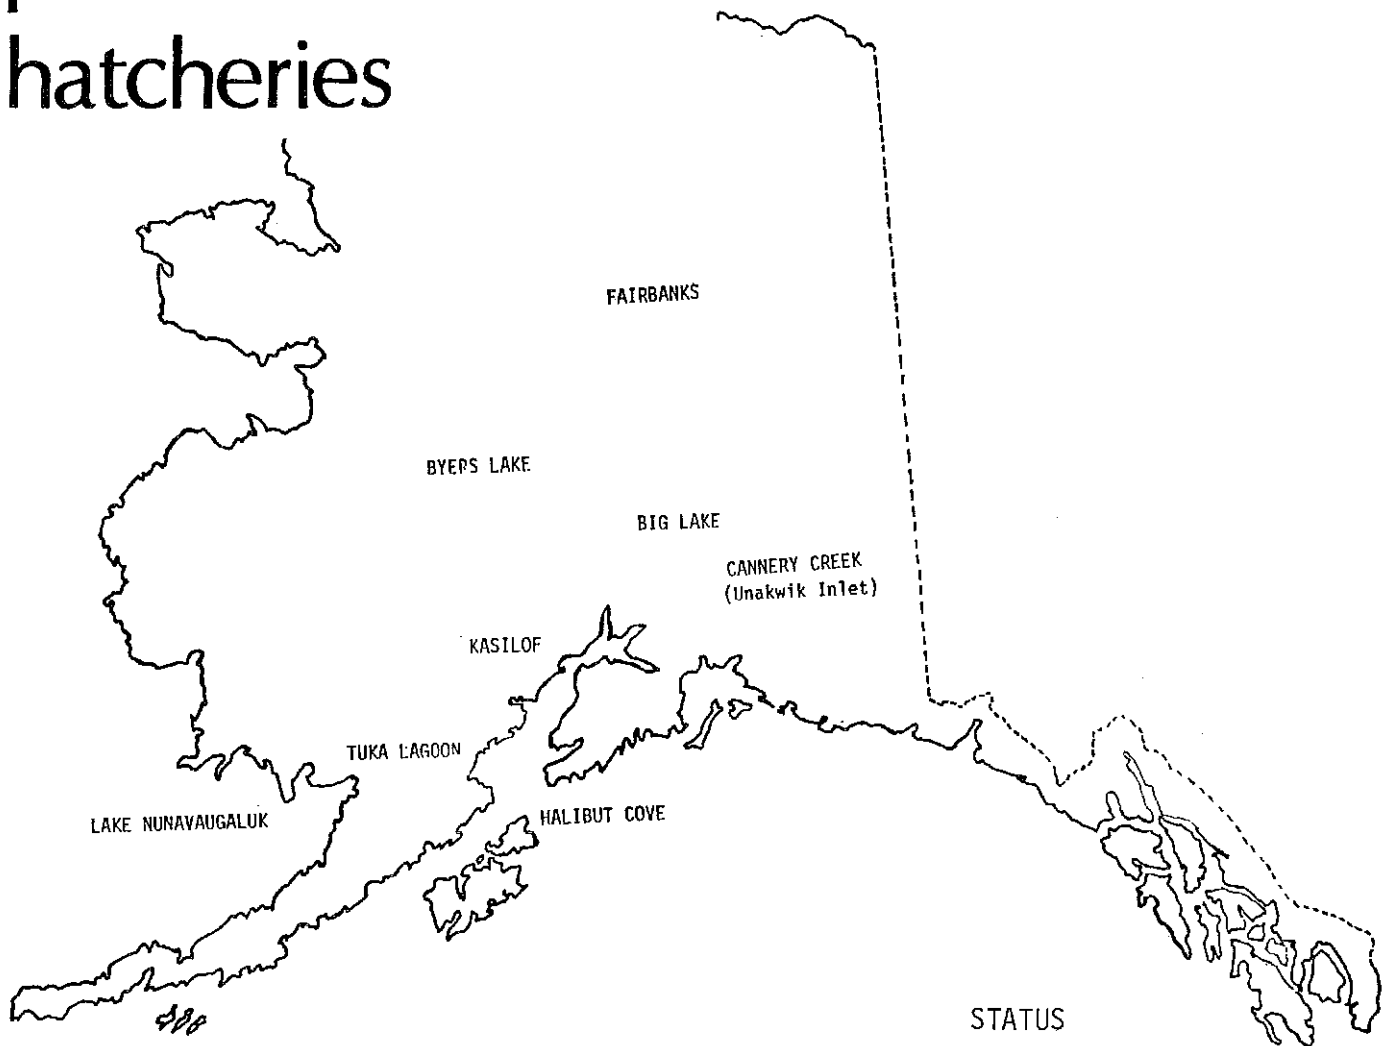 hatcheries
FAIRBANKS
BYERS LAKE
BIG LAKE
CANNERY CREEK
(Unakwik Inlet)
KASILOF
TUKA LAGOON
HALIBUT COVE
LAKE NUNAVAUGALUK
STATUS